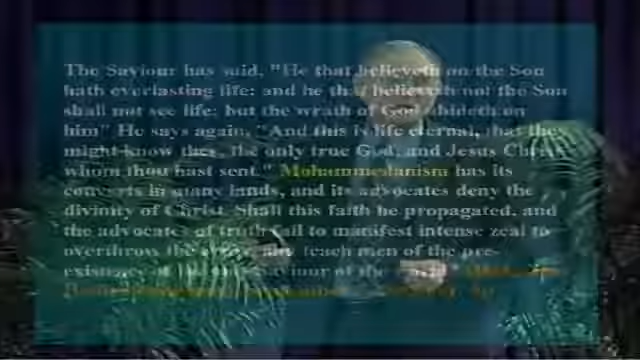 The Saviour has said, "He that believeth on the Son
hath everlasting life: and he that believeth not the Son
shall not see life; but the wrath of God abideth on
him" He says again, "And this is life eternal, that they
might know thee, the only true God, and Jesus Christ
whom thou hast sent." Mohammedanism has its
converts in many lands, and its advocates deny the
divinity of Christ. Shall this faith be propagated, and
the advocates of truth fail to manifest intense zeal to
overthrow the error, and teach men of the pre-
existence of the only Saviour of the